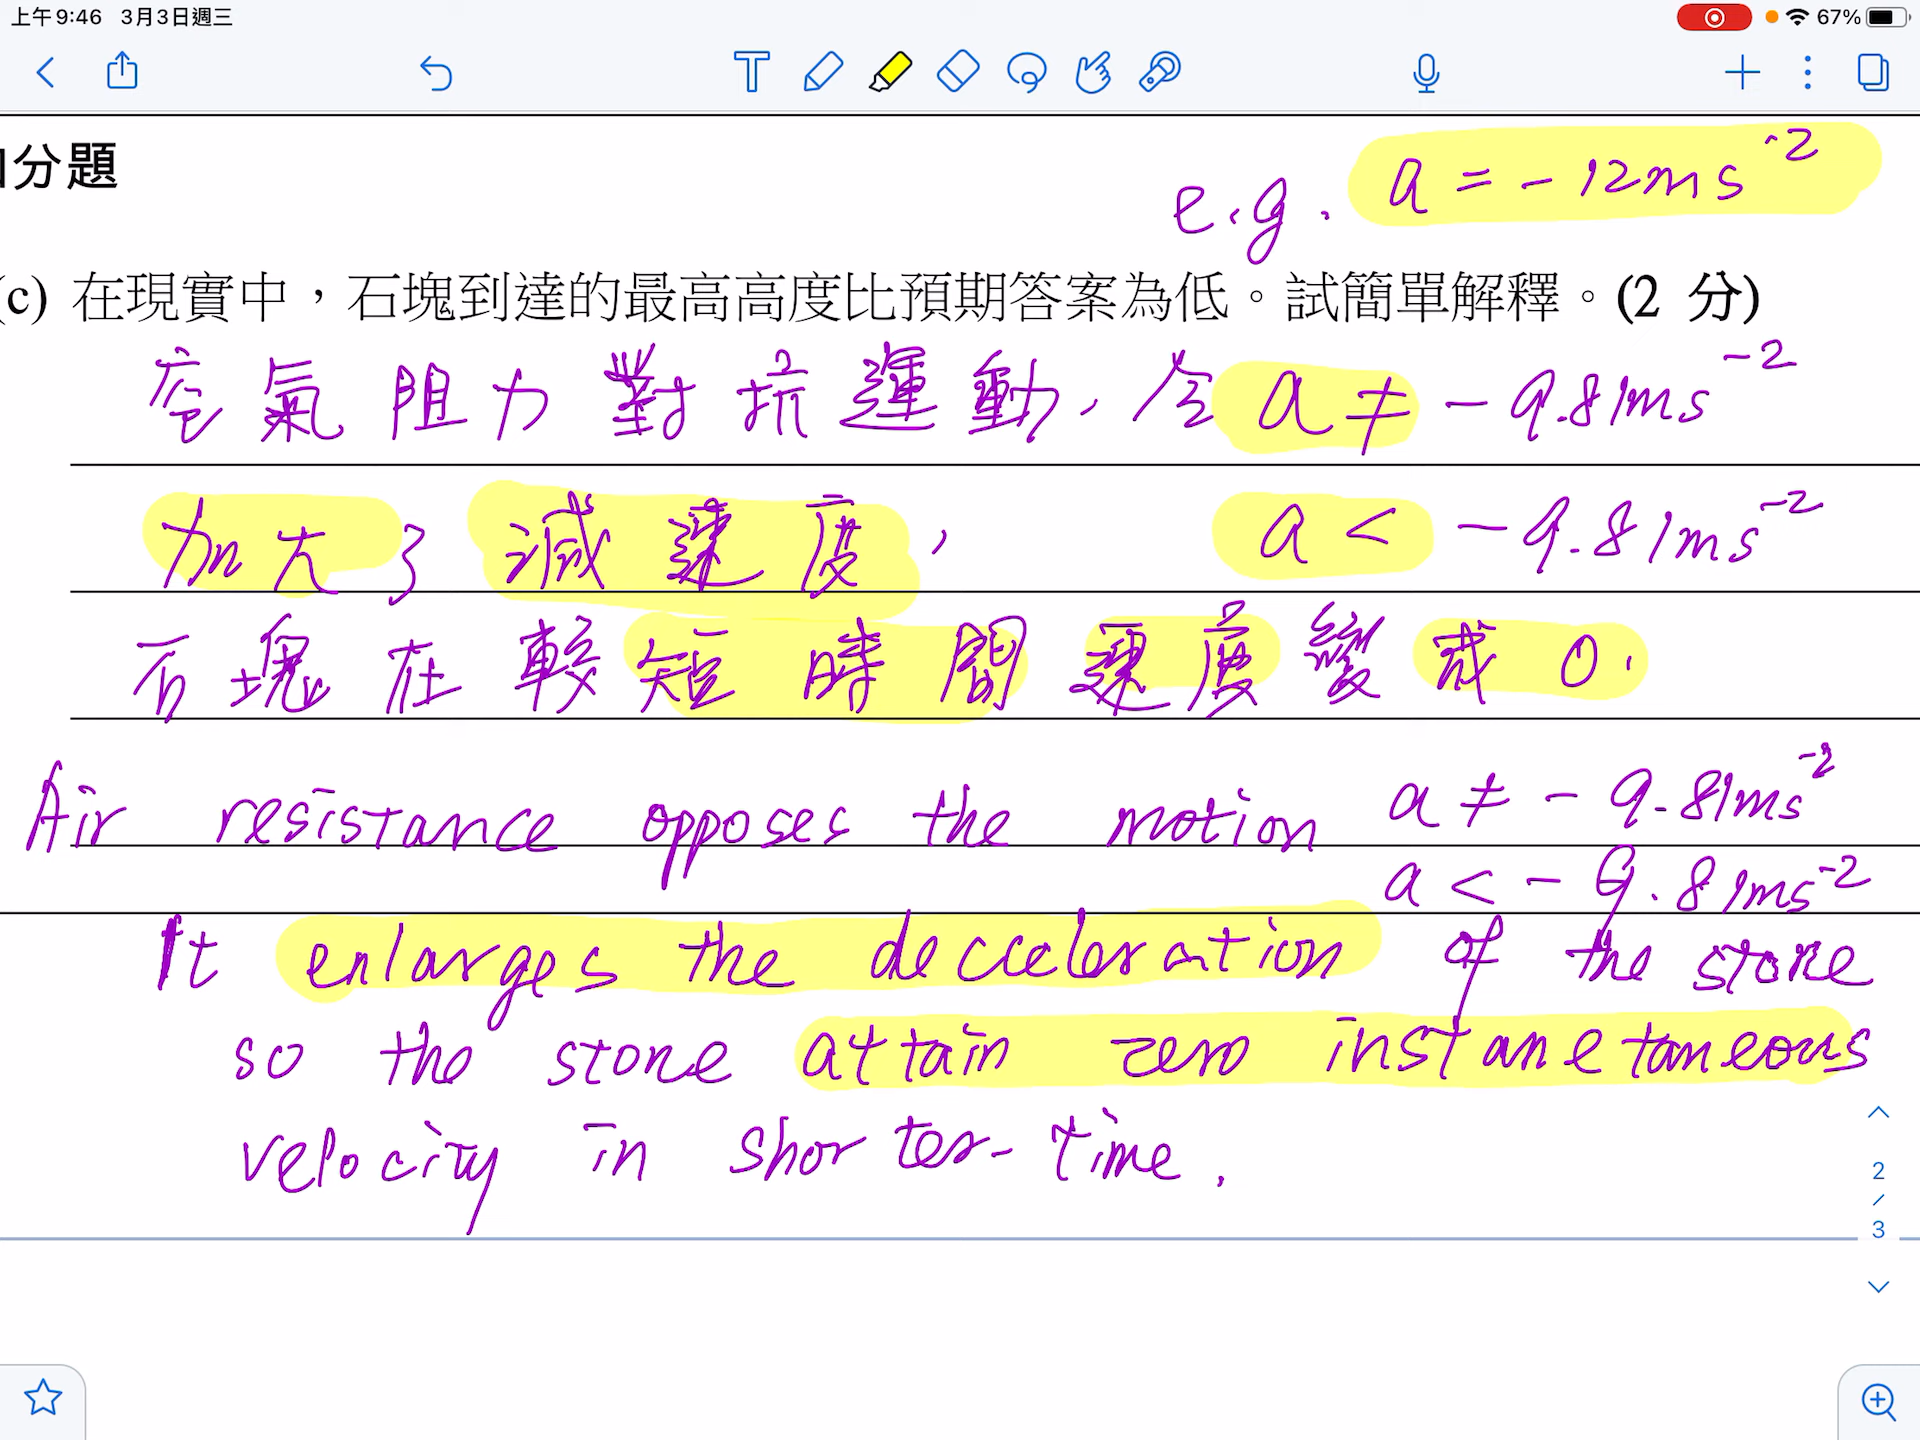 上午9:46 3月3日週三
67%
分題
e.g. a = -12ms⁻²
(c) 在現實中，石塊到達的最高高度比預期答案為低。試簡單解釋。(2 分)
空氣阻力對抗運動，令 a ≠ -9.81ms⁻²
加大了減速度， a < -9.81ms⁻²
石塊在較短時間速度變成 0.
Air resistance opposes the motion a ≠ -9.81ms⁻²
a < -9.81ms⁻²
It enlarges the decceleration of the stone
so the stone attain zero instanetaneous
velocity in shorter time.
2
/
3